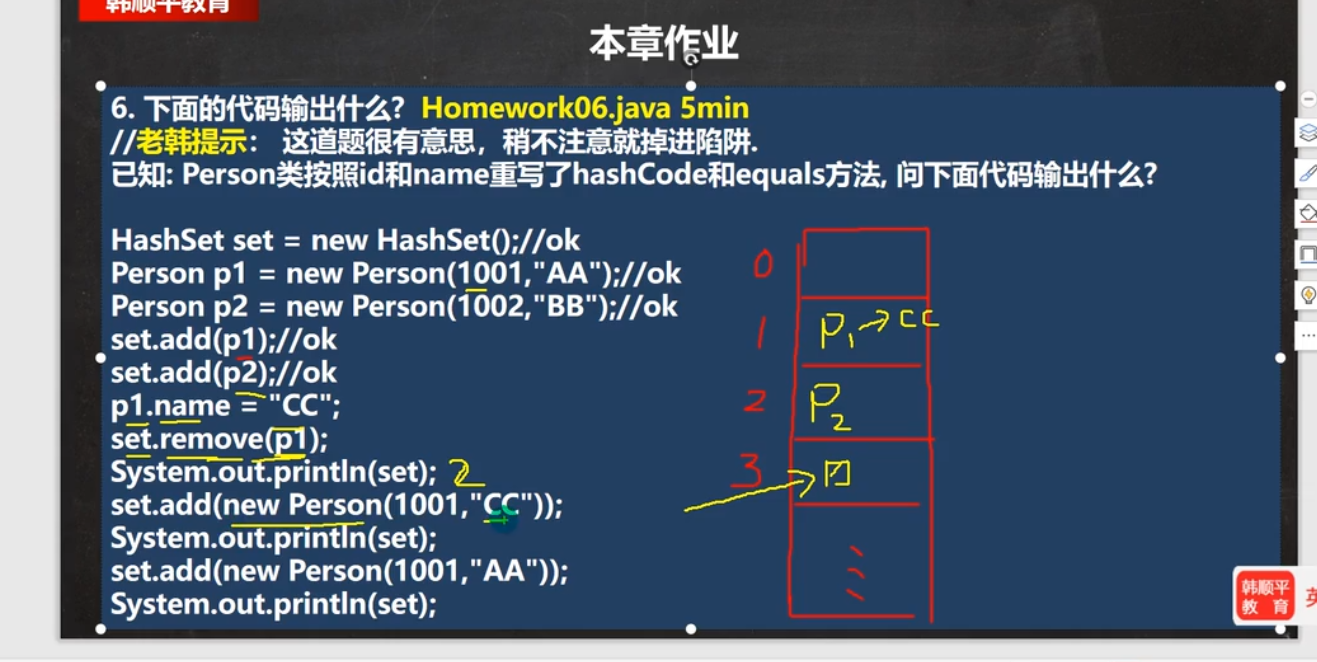 韩顺平教育
本章作业
6. 下面的代码输出什么? Homework06.java 5min
//老韩提示: 这道题很有意思,稍不注意就掉进陷阱.
已知: Person类按照id和name重写了hashCode和equals方法, 问下面代码输出什么?
HashSet set = new HashSet();//ok
Person p1 = new Person(1001,"AA");//ok
Person p2 = new Person(1002,"BB");//ok
set.add(p1);//ok
set.add(p2);//ok
p1.name = "CC";
set.remove(p1);
System.out.println(set); 2
set.add(new Person(1001,"CC"));
System.out.println(set);
set.add(new Person(1001,"AA"));
System.out.println(set);
0
1 P1→CC
2 P2
3
韩顺平
教 育
英